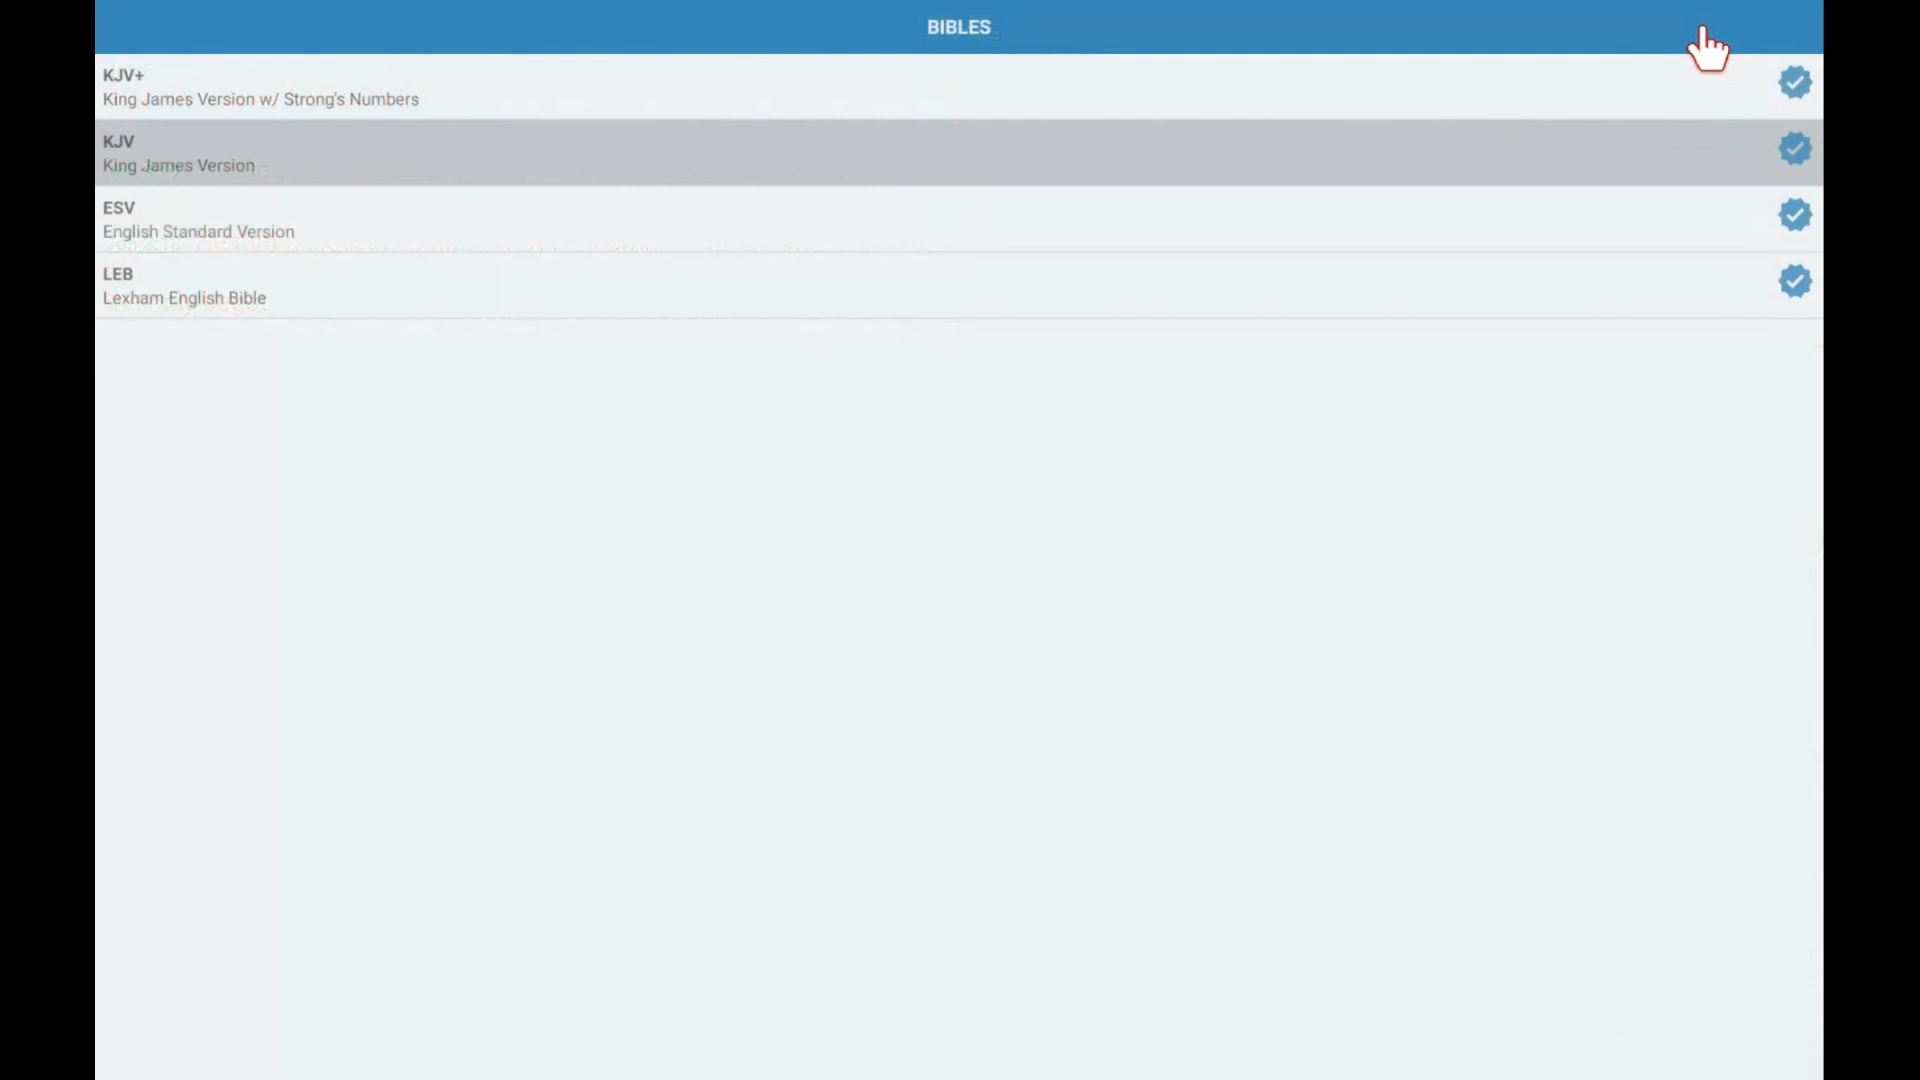 BIBLES
KJV+
King James Version w/ Strong's Numbers
KJV
King James Version
ESV
English Standard Version
LEB
Lexham English Bible